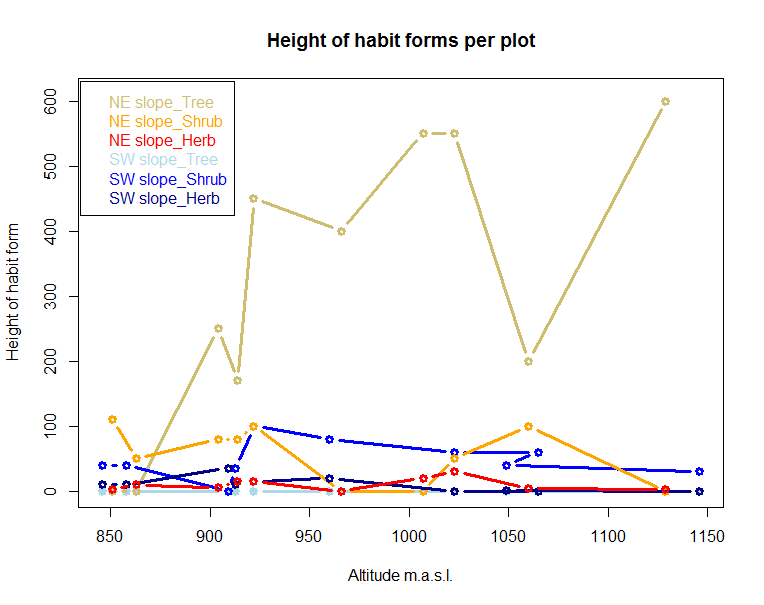 Height of habit forms per plot
NE slope_Tree
NE slope_Shrub
NE slope_Herb
SW slope_Tree
SW slope_Shrub
SW slope_Herb
600
500
400
300
200
100
0
Height of habit form
850 900 950 1000 1050 1100 1150
Altitude m.a.s.l.